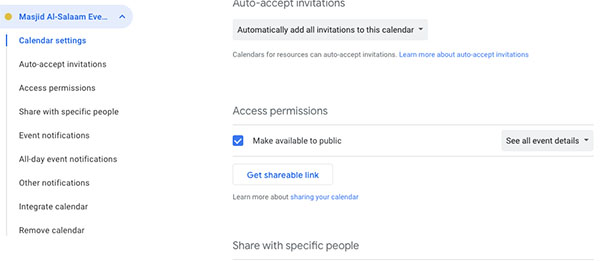 Masjid Al-Salaam Eve...
Calendar settings
Auto-accept invitations
Access permissions
Share with specific people
Event notifications
All-day event notifications
Other notifications
Integrate calendar
Remove calendar
Auto-accept invitations
Automatically add all invitations to this calendar
Calendars for resources can auto-accept invitations. Learn more about auto-accept invitations
Access permissions
Make available to public
See all event details
Get shareable link
Learn more about sharing your calendar
Share with specific people